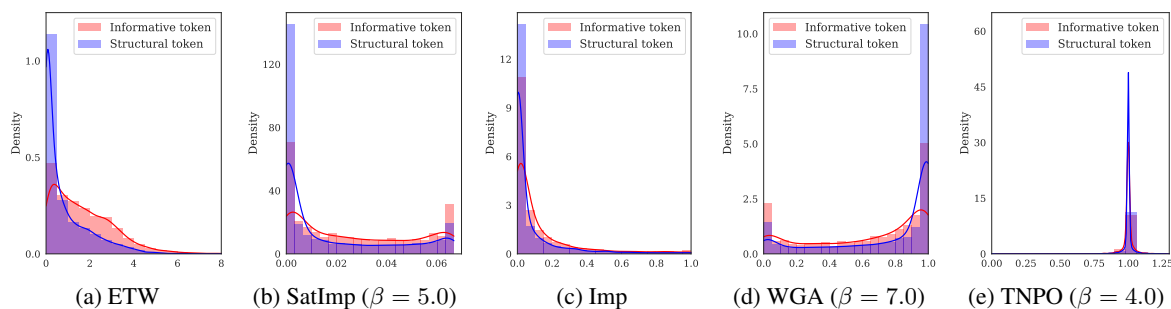 Informative token
Structural token
Density
0.0
0.5
1.0
0
2
4
6
8
(a) ETW
Informative token
Structural token
Density
0
20
40
60
80
100
120
0.00
0.02
0.04
0.06
(b) SatImp (β = 5.0)
Informative token
Structural token
Density
0
3
6
9
12
0.0
0.2
0.4
0.6
0.8
1.0
(c) Imp
Informative token
Structural token
Density
0.0
2.5
5.0
7.5
10.0
0.0
0.2
0.4
0.6
0.8
1.0
(d) WGA (β = 7.0)
Informative token
Structural token
Density
0
15
30
45
60
0.00
0.25
0.50
0.75
1.00
1.25
(e) TNPO (β = 4.0)